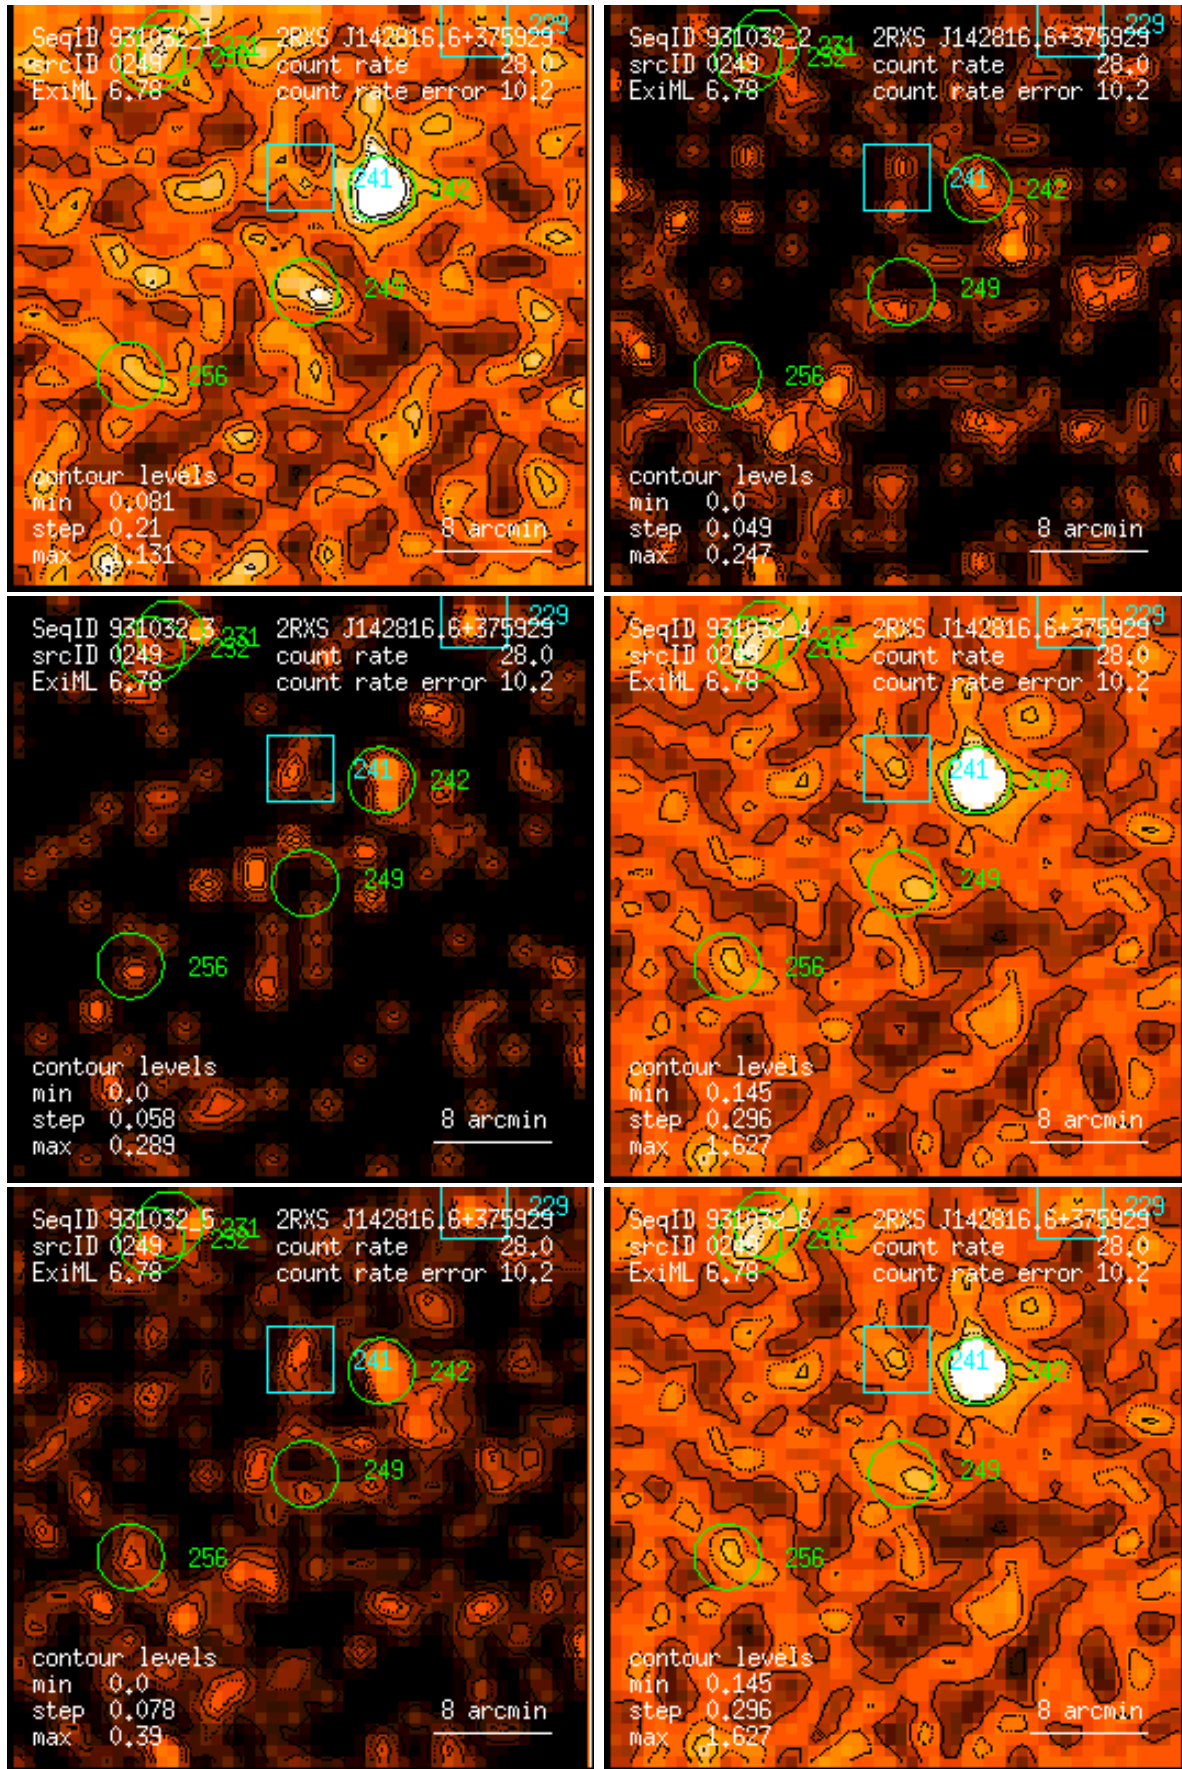 SeqID 931032_1 2RXS J142816.6+375929
srcID 0249 count rate 28.0
ExiML 6.78 count rate error 10.2
229
231
232
241
242
249
256
contour levels
min 0.081
step 0.21 8 arcmin
max 1.131
SeqID 931032_2 2RXS J142816.6+375929
srcID 0249 count rate 28.0
ExiML 6.78 count rate error 10.2
229
231
232
241
242
249
256
contour levels
min 0.0
step 0.049 8 arcmin
max 0.247
SeqID 931032_3 2RXS J142816.6+375929
srcID 0249 count rate 28.0
ExiML 6.78 count rate error 10.2
229
231
232
241
242
249
256
contour levels
min 0.0
step 0.058 8 arcmin
max 0.289
SeqID 931032_4 2RXS J142816.6+375929
srcID 0249 count rate 28.0
ExiML 6.78 count rate error 10.2
229
231
232
241
242
249
256
contour levels
min 0.145
step 0.296 8 arcmin
max 1.627
SeqID 931032_5 2RXS J142816.6+375929
srcID 0249 count rate 28.0
ExiML 6.78 count rate error 10.2
229
231
232
241
242
249
256
contour levels
min 0.0
step 0.078 8 arcmin
max 0.39
SeqID 931032_6 2RXS J142816.6+375929
srcID 0249 count rate 28.0
ExiML 6.78 count rate error 10.2
229
231
232
241
242
249
256
contour levels
min 0.145
step 0.296 8 arcmin
max 1.627